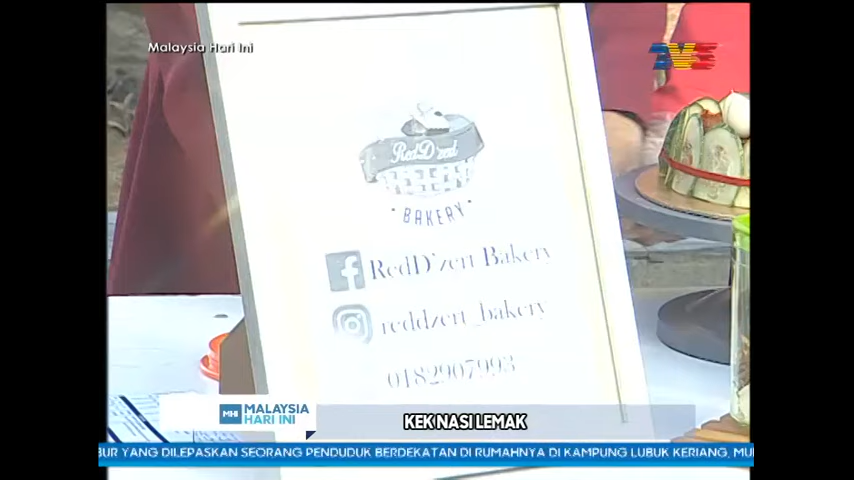 Malaysia Hari Ini
RedD'zert
BAKERY
RedD'zert Bakery
reddzert_bakery
0182907993
MHI MALAYSIA
HARI INI
KEK NASI LEMAK
BUR YANG DILEPASKAN SEORANG PENDUDUK BERDEKATAN DI RUMAHNYA DI KAMPUNG LUBUK KERIANG, MU